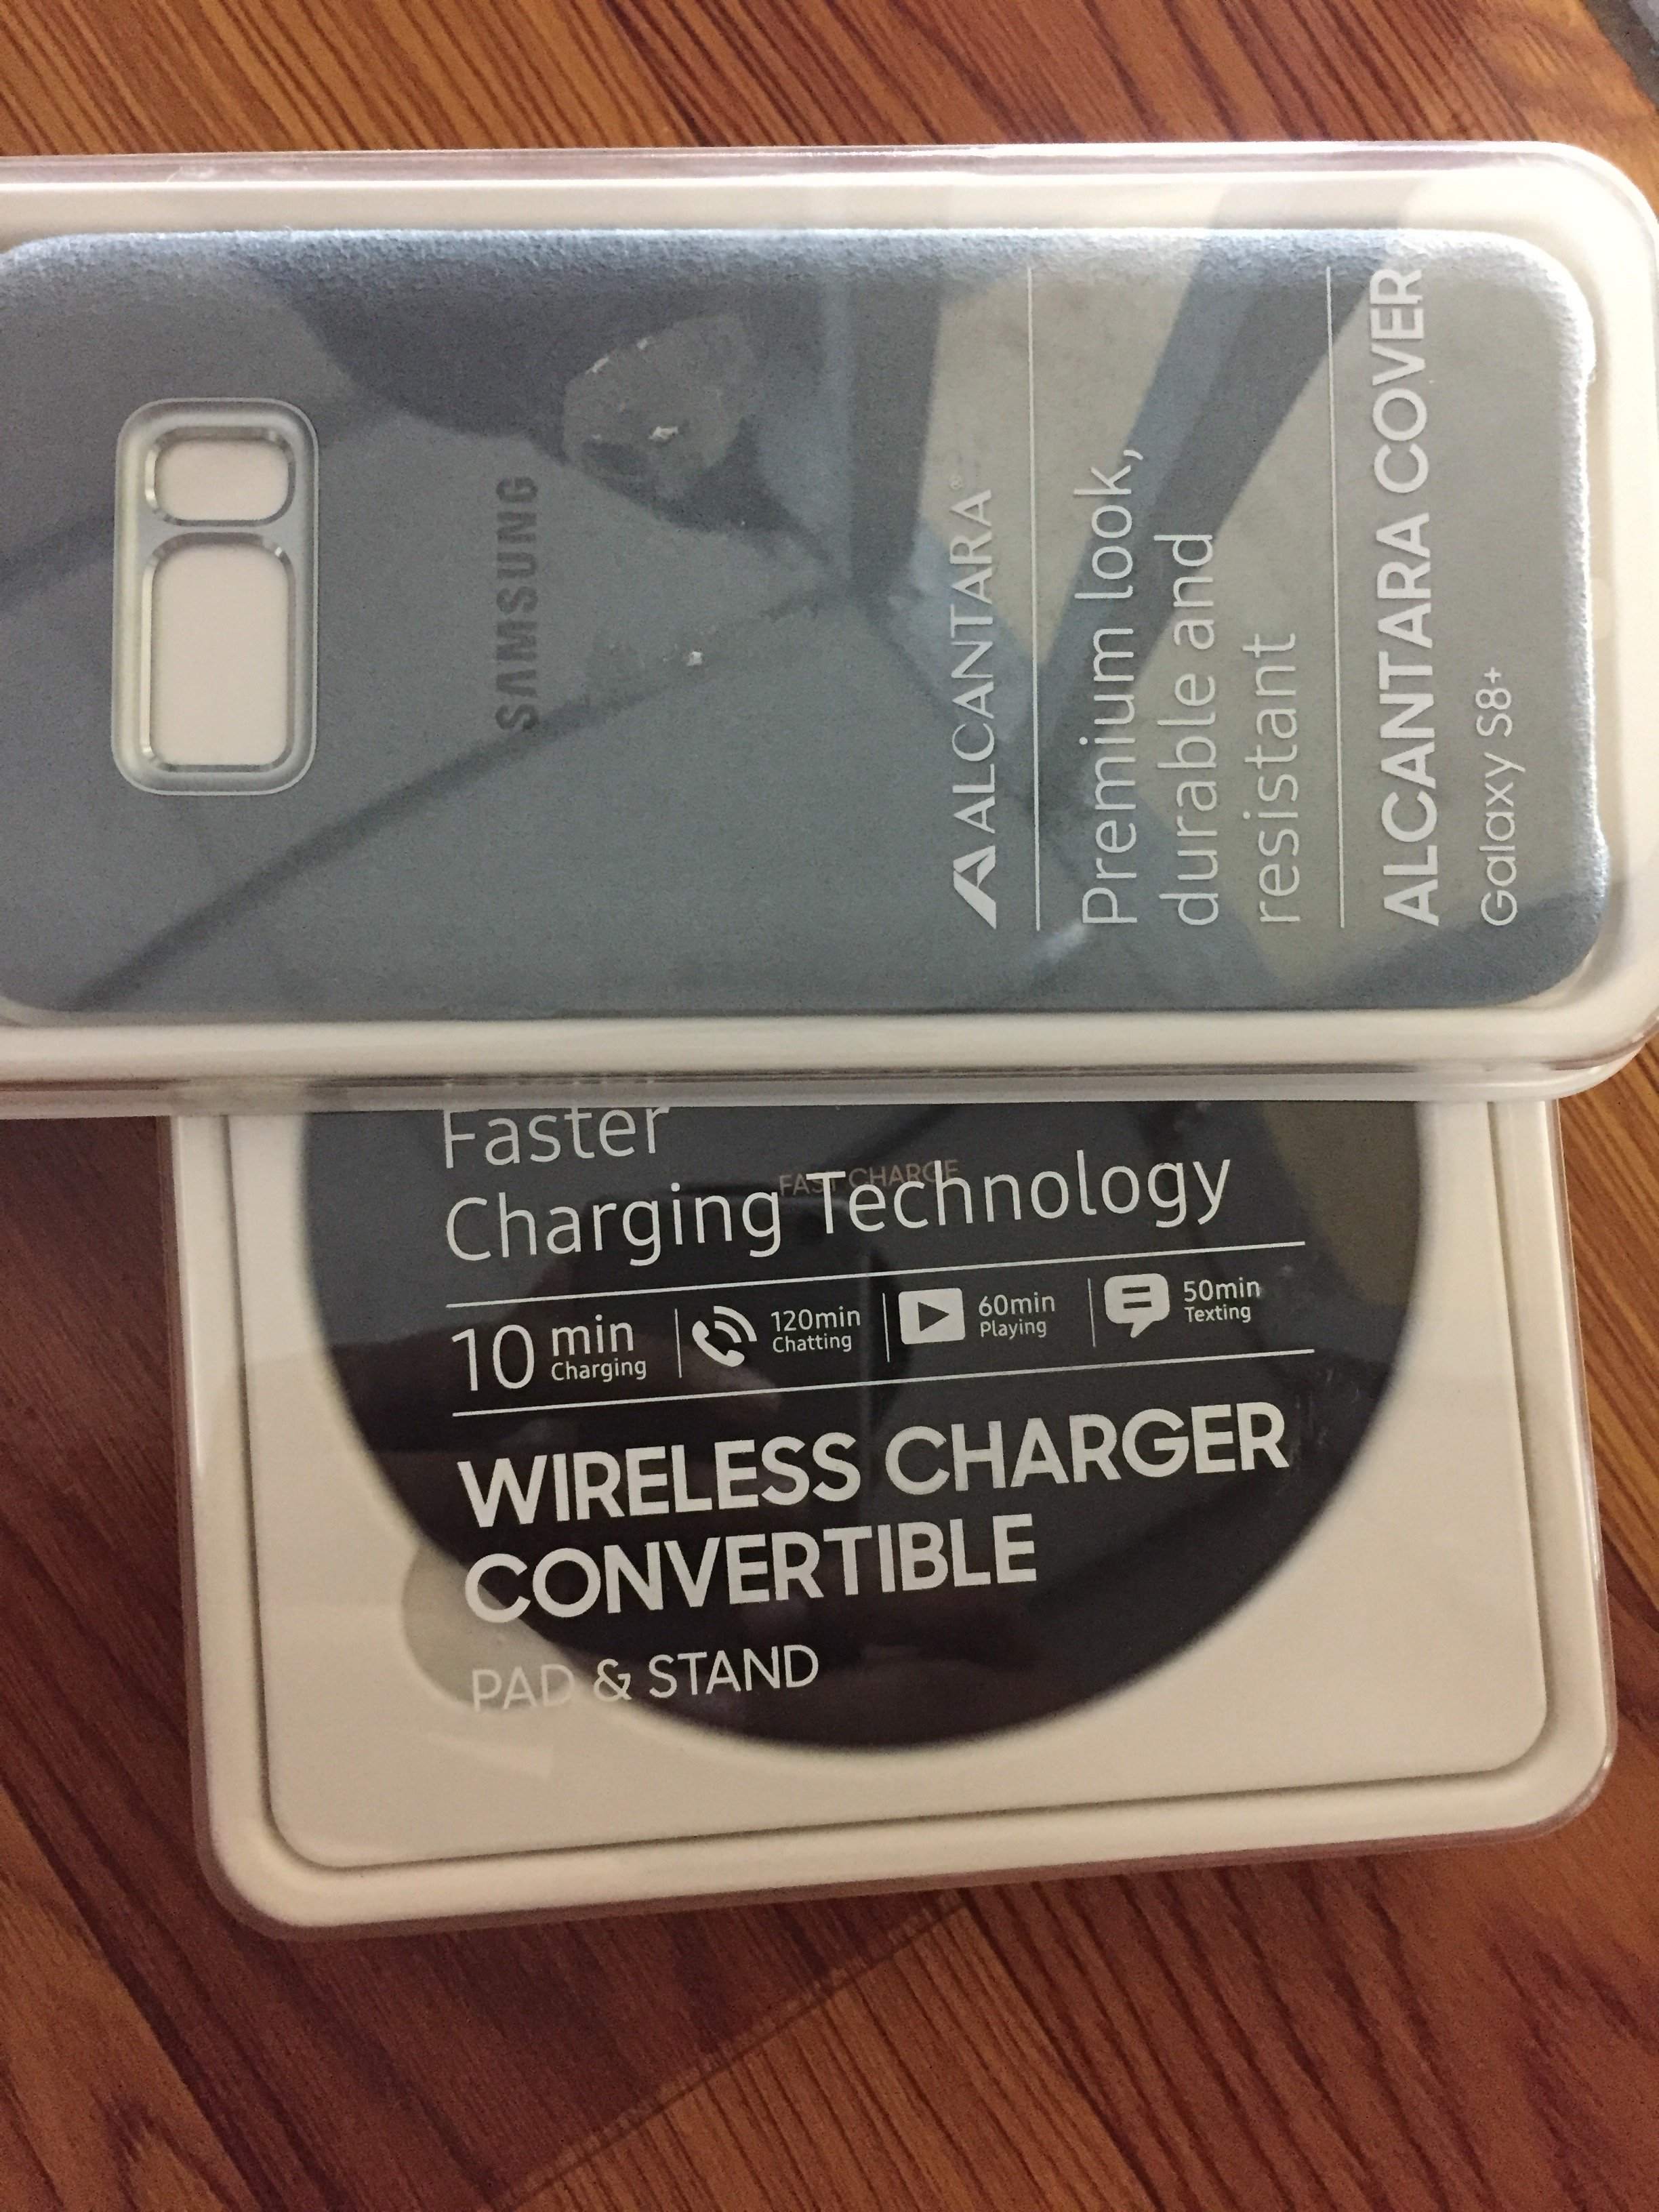 SAMSUNG
ALCANTARA®
Premium look,
durable and
resistant
ALCANTARA COVER
Galaxy S8+
Faster
Charging Technology
FAST CHARGE
10 min
Charging
120min
Chatting
60min
Playing
50min
Texting
WIRELESS CHARGER
CONVERTIBLE
PAD & STAND